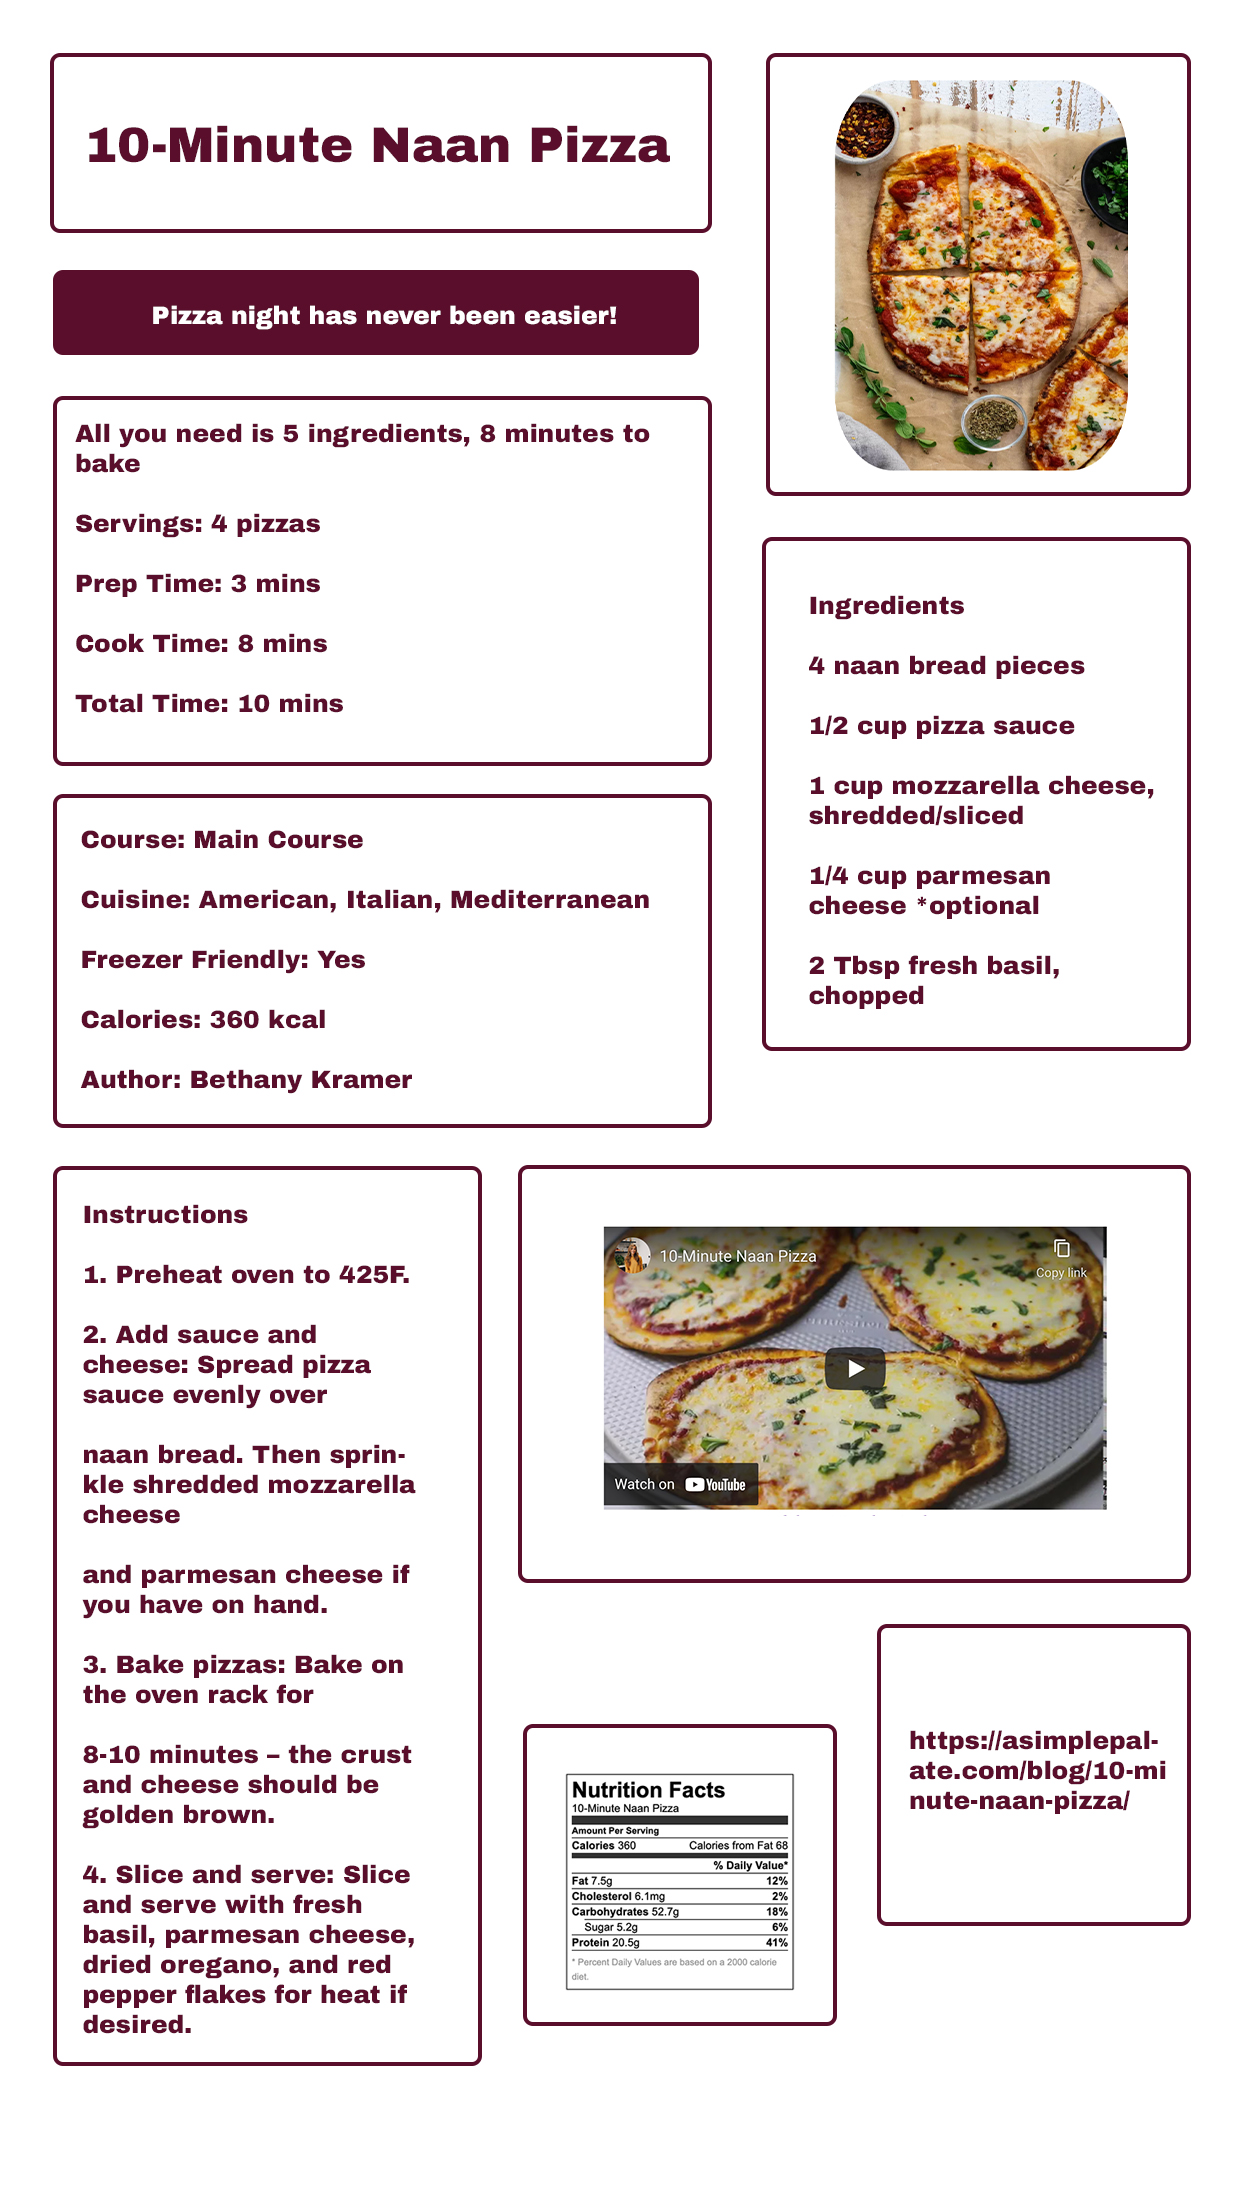 10-Minute Naan Pizza
Pizza night has never been easier!
All you need is 5 ingredients, 8 minutes to
bake
Servings: 4 pizzas
Prep Time: 3 mins
Cook Time: 8 mins
Total Time: 10 mins
Course: Main Course
Cuisine: American, Italian, Mediterranean
Freezer Friendly: Yes
Calories: 360 kcal
Author: Bethany Kramer
Ingredients
4 naan bread pieces
1/2 cup pizza sauce
1 cup mozzarella cheese,
shredded/sliced
1/4 cup parmesan
cheese *optional
2 Tbsp fresh basil,
chopped
Instructions
1. Preheat oven to 425F.
2. Add sauce and
cheese: Spread pizza
sauce evenly over
naan bread. Then sprin-
kle shredded mozzarella
cheese
and parmesan cheese if
you have on hand.
3. Bake pizzas: Bake on
the oven rack for
8-10 minutes – the crust
and cheese should be
golden brown.
4. Slice and serve: Slice
and serve with fresh
basil, parmesan cheese,
dried oregano, and red
pepper flakes for heat if
desired.
10-Minute Naan Pizza
Copy link
Watch on YouTube
Nutrition Facts
10-Minute Naan Pizza
Amount Per Serving
Calories 360 Calories from Fat 68
% Daily Value*
Fat 7.5g 12%
Cholesterol 6.1mg 2%
Carbohydrates 52.7g 18%
Sugar 5.2g 6%
Protein 20.5g 41%
* Percent Daily Values are based on a 2000 calorie
diet.
https://asimplepal-
ate.com/blog/10-mi
nute-naan-pizza/